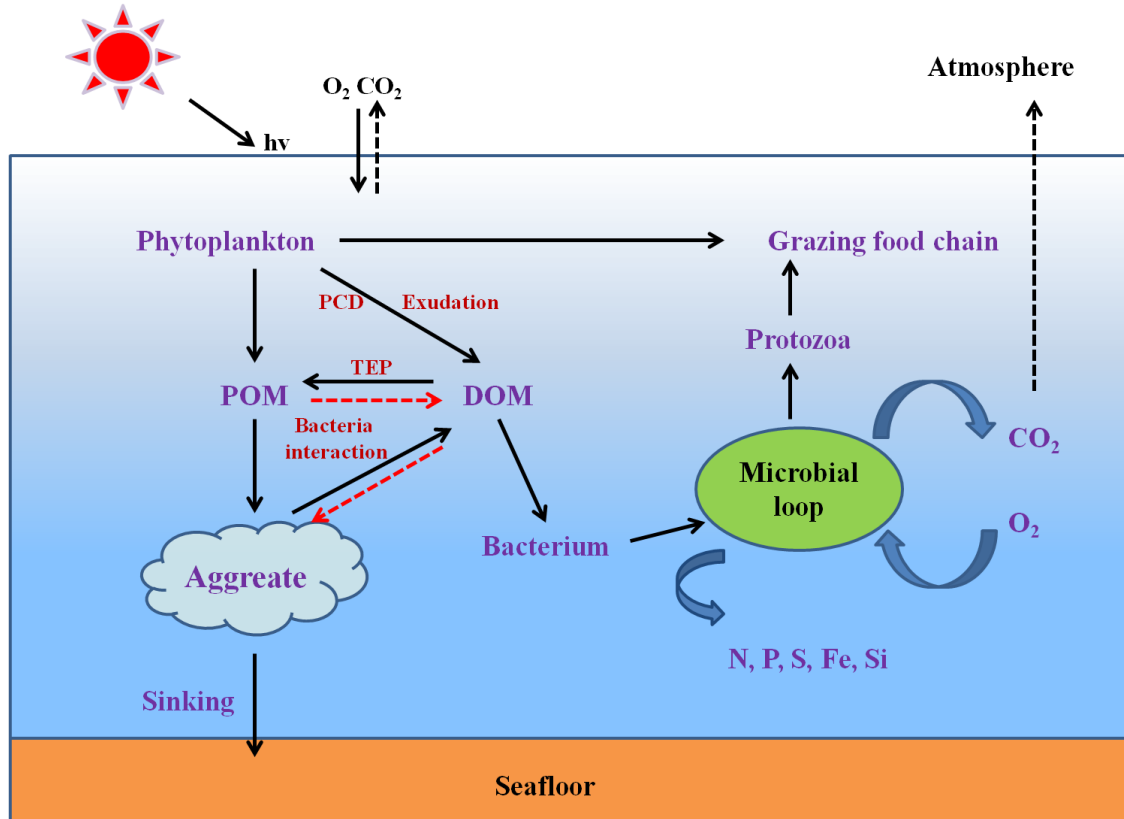 Atmosphere
O₂ CO₂
hv
Phytoplankton
Grazing food chain
PCD
Exudation
Protozoa
TEP
POM
DOM
Bacteria
interaction
CO₂
Microbial
loop
O₂
Bacterium
Aggreate
N, P, S, Fe, Si
Sinking
Seafloor